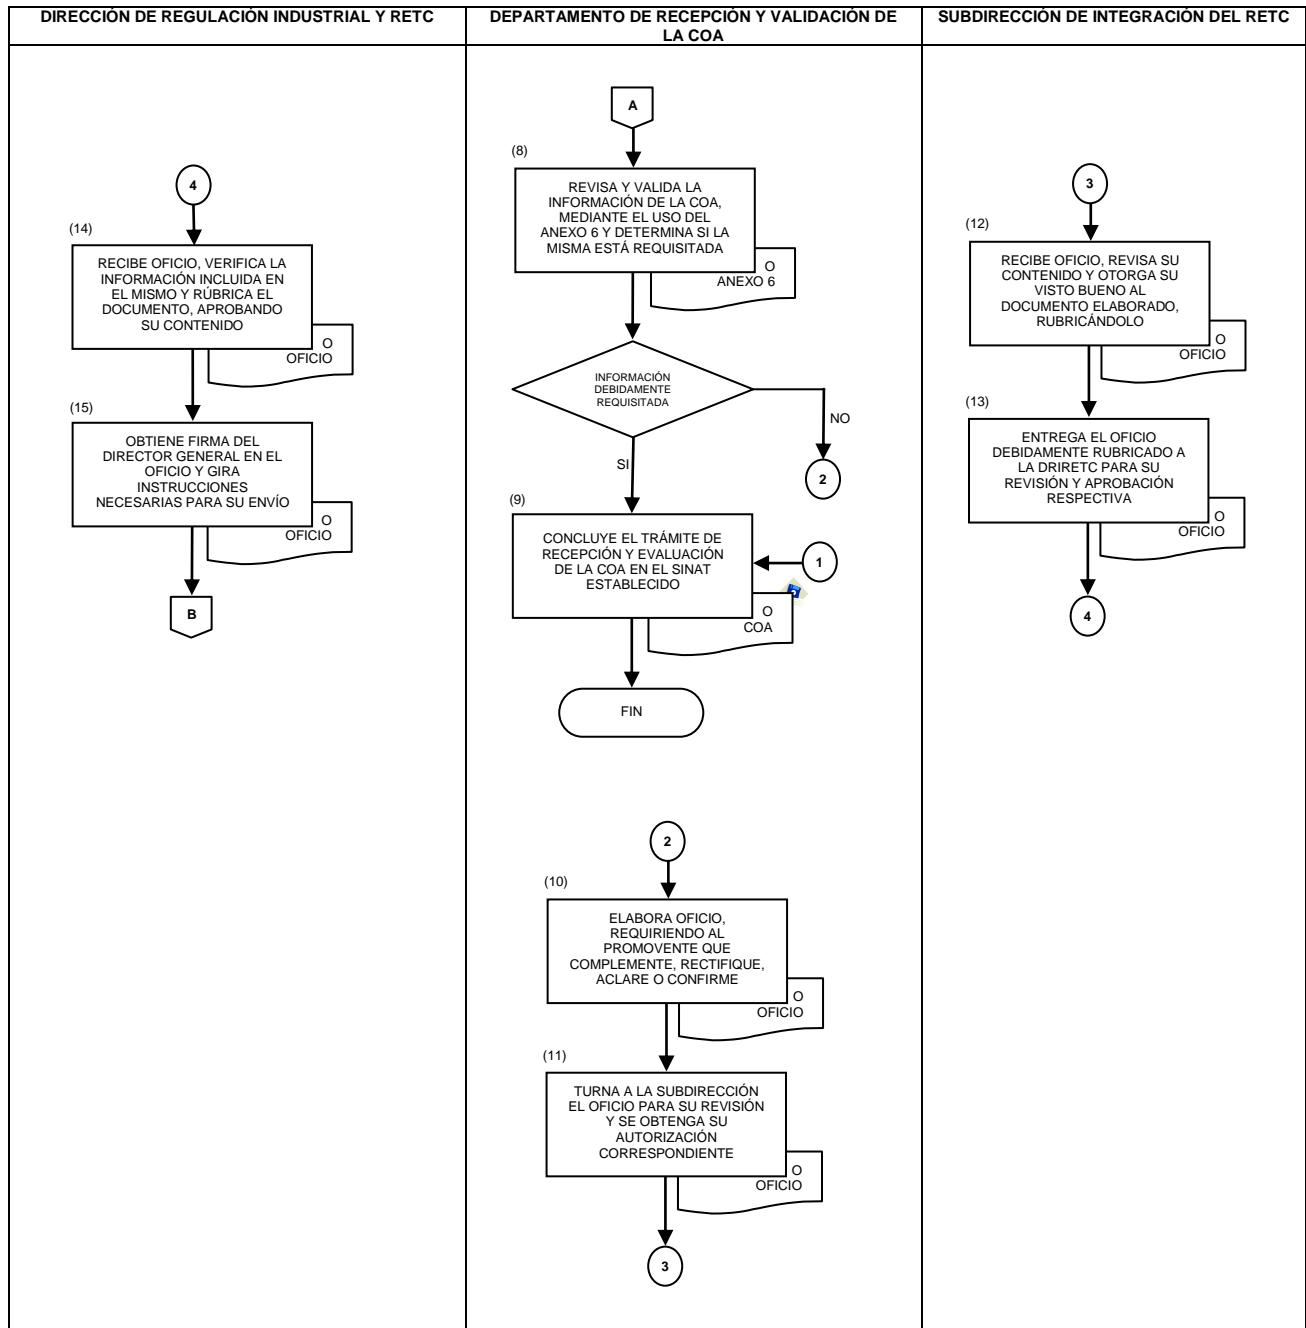 DIRECCIÓN DE REGULACIÓN INDUSTRIAL Y RETC
DEPARTAMENTO DE RECEPCIÓN Y VALIDACIÓN DE
LA COA
SUBDIRECCIÓN DE INTEGRACIÓN DEL RETC
4
(14)
RECIBE OFICIO, VERIFICA LA
INFORMACIÓN INCLUIDA EN
EL MISMO Y RÚBRICA EL
DOCUMENTO, APROBANDO
SU CONTENIDO
O
OFICIO
(15)
OBTIENE FIRMA DEL
DIRECTOR GENERAL EN EL
OFICIO Y GIRA
INSTRUCCIONES
NECESARIAS PARA SU ENVÍO
O
OFICIO
B
A
(8)
REVISA Y VALIDA LA
INFORMACIÓN DE LA COA,
MEDIANTE EL USO DEL
ANEXO 6 Y DETERMINA SI LA
MISMA ESTÁ REQUISITADA
O
ANEXO 6
INFORMACIÓN
DEBIDAMENTE
REQUISITADA
NO
2
SI
(9)
CONCLUYE EL TRÁMITE DE
RECEPCIÓN Y EVALUACIÓN
DE LA COA EN EL SINAT
ESTABLECIDO
1
O
COA
FIN
2
(10)
ELABORA OFICIO,
REQUIRIENDO AL
PROMOVENTE QUE
COMPLEMENTE, RECTIFIQUE,
ACLARE O CONFIRME
O
OFICIO
(11)
TURNA A LA SUBDIRECCIÓN
EL OFICIO PARA SU REVISIÓN
Y SE OBTENGA SU
AUTORIZACIÓN
CORRESPONDIENTE
O
OFICIO
3
3
(12)
RECIBE OFICIO, REVISA SU
CONTENIDO Y OTORGA SU
VISTO BUENO AL
DOCUMENTO ELABORADO,
RUBRICÁNDOLO
O
OFICIO
(13)
ENTREGA EL OFICIO
DEBIDAMENTE RUBRICADO A
LA DRIRETC PARA SU
REVISIÓN Y APROBACIÓN
RESPECTIVA
O
OFICIO
4